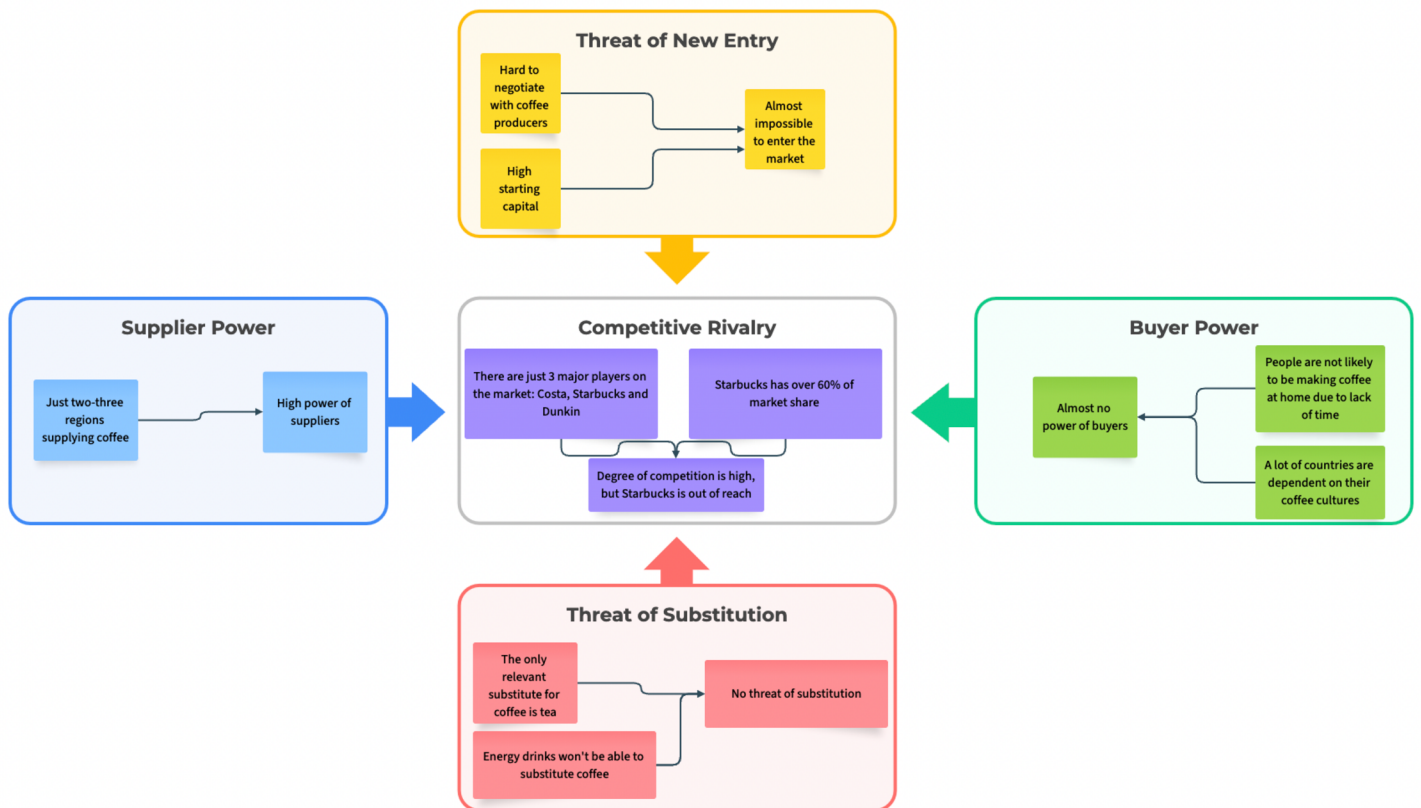 Threat of New Entry
Hard to
negotiate
with coffee
producers
High
starting
capital
Almost
impossible
to enter the
market
Supplier Power
Just two-three
regions
supplying coffee
High power of
suppliers
Competitive Rivalry
There are just 3 major players on
the market: Costa, Starbucks and
Dunkin
Starbucks has over 60% of
market share
Degree of competition is high,
but Starbucks is out of reach
Buyer Power
Almost no
power of buyers
People are not likely
to be making coffee
at home due to lack
of time
A lot of countries are
dependent on their
coffee cultures
Threat of Substitution
The only
relevant
substitute for
coffee is tea
Energy drinks won't be able to
substitute coffee
No threat of substitution